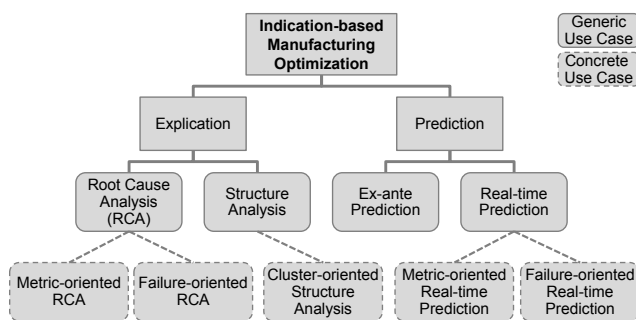 Indication-based
Manufacturing
Optimization
Generic
Use Case
Concrete
Use Case
Explication
Prediction
Root Cause
Analysis
(RCA)
Structure
Analysis
Ex-ante
Prediction
Real-time
Prediction
Metric-oriented
RCA
Failure-oriented
RCA
Cluster-oriented
Structure
Analysis
Metric-oriented
Real-time
Prediction
Failure-oriented
Real-time
Prediction